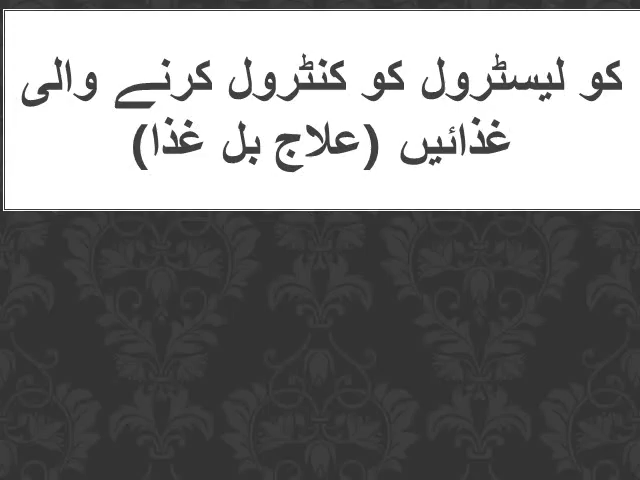 کو لیسٹرول کو کنٹرول کرنے والی
غذائیں (علاج بل غذا)